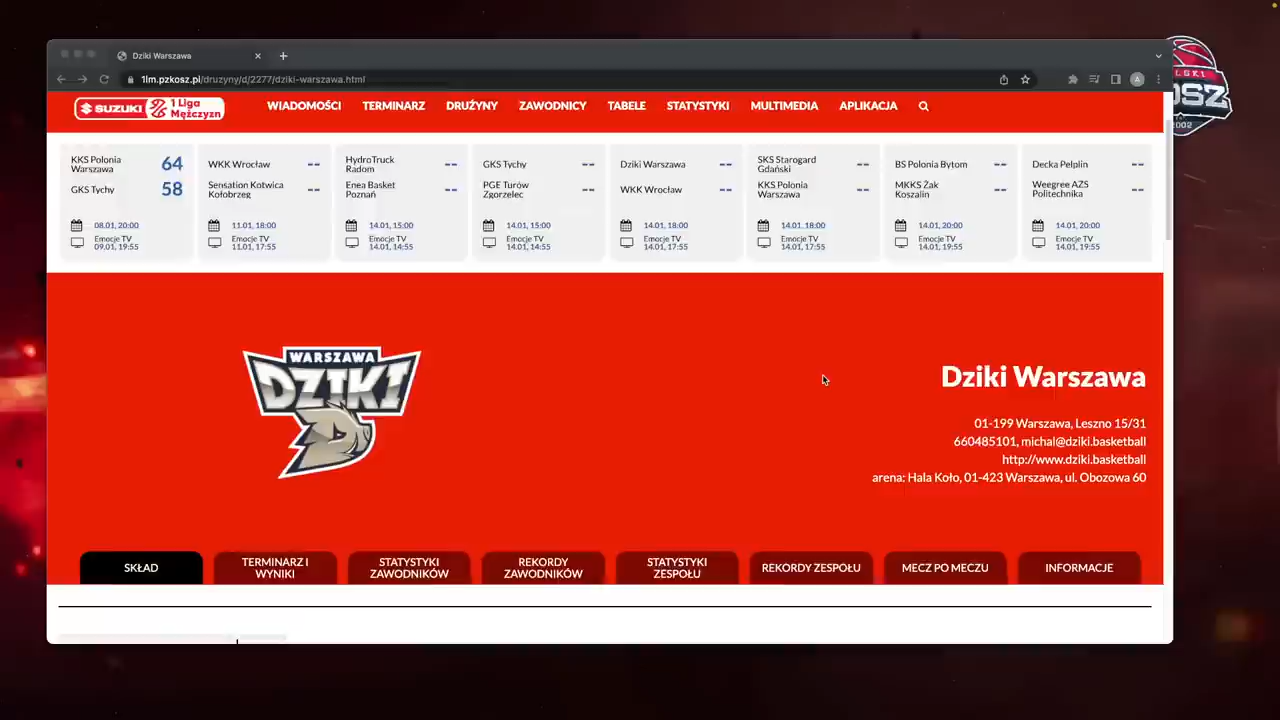 Dziki Warszawa
1lm.pzkosz.pl/druzyny/d/2277/dziki-warszawa.html
A
SUZUKI 1 Liga
Mężczyzn
WIADOMOŚCI TERMINARZ DRUŻYNY ZAWODNICY TABELE STATYSTYKI MULTIMEDIA APLIKACJA
KKS Polonia
Warszawa 64
GKS Tychy 58
08.01, 20:00
Emocje TV
09.01, 19:55
WKK Wrocław --
Sensation Kotwica
Kołobrzeg --
11.01, 18:00
Emocje TV
11.01, 17:55
HydroTruck
Radom --
Enea Basket
Poznań --
14.01, 15:00
Emocje TV
14.01, 14:55
GKS Tychy --
PGE Turów
Zgorzelec --
14.01, 15:00
Emocje TV
14.01, 14:55
Dziki Warszawa --
WKK Wrocław --
14.01, 18:00
Emocje TV
14.01, 17:55
SKS Starogard
Gdański --
KKS Polonia
Warszawa --
14.01, 18:00
Emocje TV
14.01, 17:55
BS Polonia Bytom --
MKKS Żak
Koszalin --
14.01, 20:00
Emocje TV
14.01, 19:55
Decka Pelplin --
Weegree AZS
Politechnika --
14.01, 20:00
Emocje TV
14.01, 19:55
WARSZAWA
DZIKI
Dziki Warszawa
01-199 Warszawa, Leszno 15/31
660485101, michal@dziki.basketball
http://www.dziki.basketball
arena: Hala Koło, 01-423 Warszawa, ul. Obozowa 60
SKŁAD
TERMINARZ I
WYNIKI
STATYSTYKI
ZAWODNIKÓW
REKORDY
ZAWODNIKÓW
STATYSTYKI
ZESPOŁU
REKORDY ZESPOŁU
MECZ PO MECZU
INFORMACJE